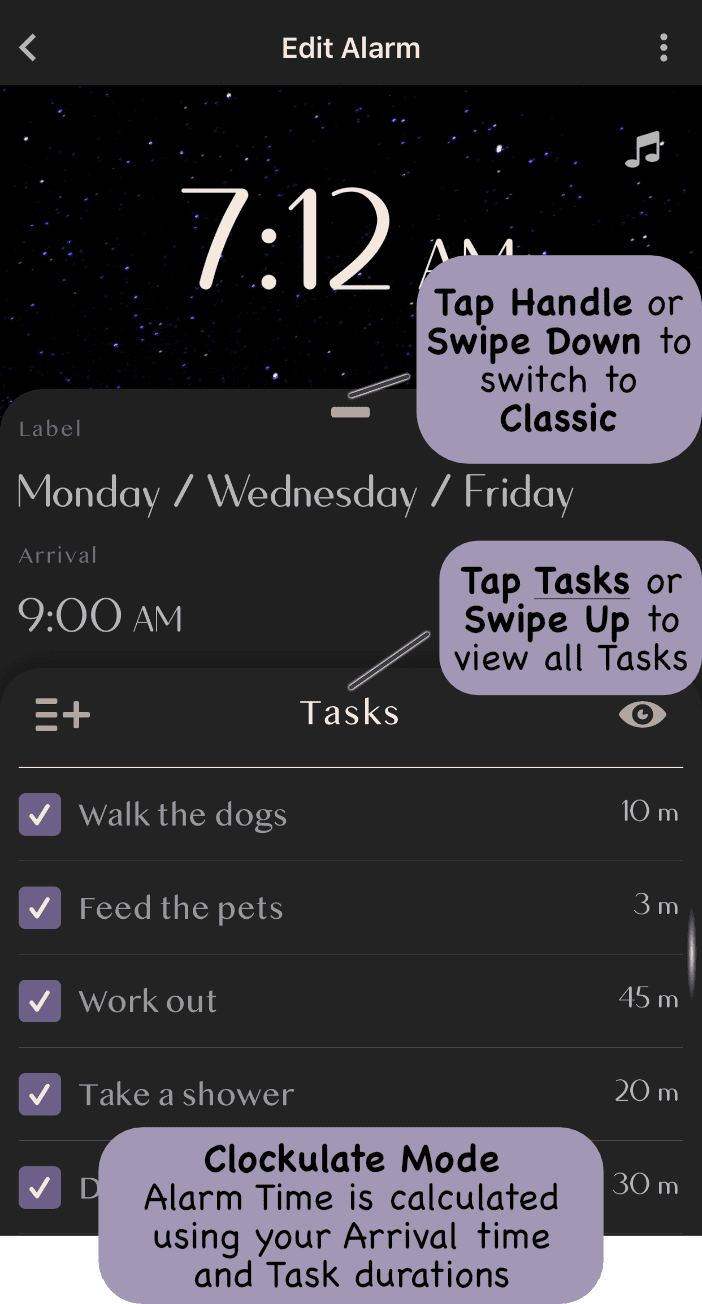 Edit Alarm
7:12 AM
Tap Handle or
Swipe Down to
switch to
Classic
Label
Monday / Wednesday / Friday
Arrival
9:00 AM
Tap Tasks or
Swipe Up to
view all Tasks
Tasks
Walk the dogs 10 m
Feed the pets 3 m
Work out 45 m
Take a shower 20 m
30 m
Clockulate Mode
Alarm Time is calculated
using your Arrival time
and Task durations